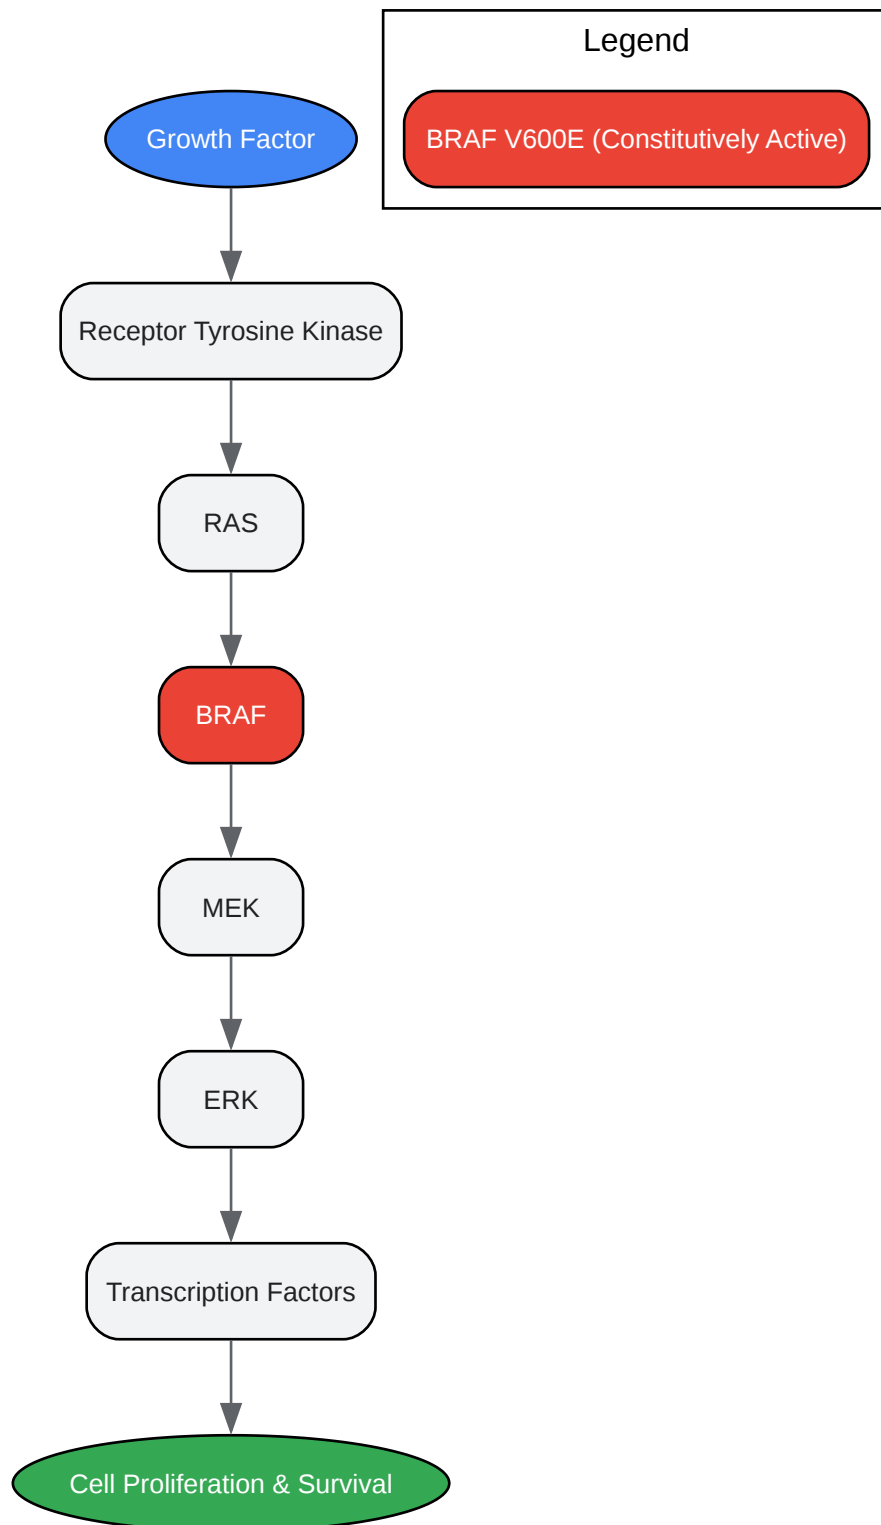 Legend
BRAF V600E (Constitutively Active)
Growth Factor
Receptor Tyrosine Kinase
RAS
BRAF
MEK
ERK
Transcription Factors
Cell Proliferation & Survival